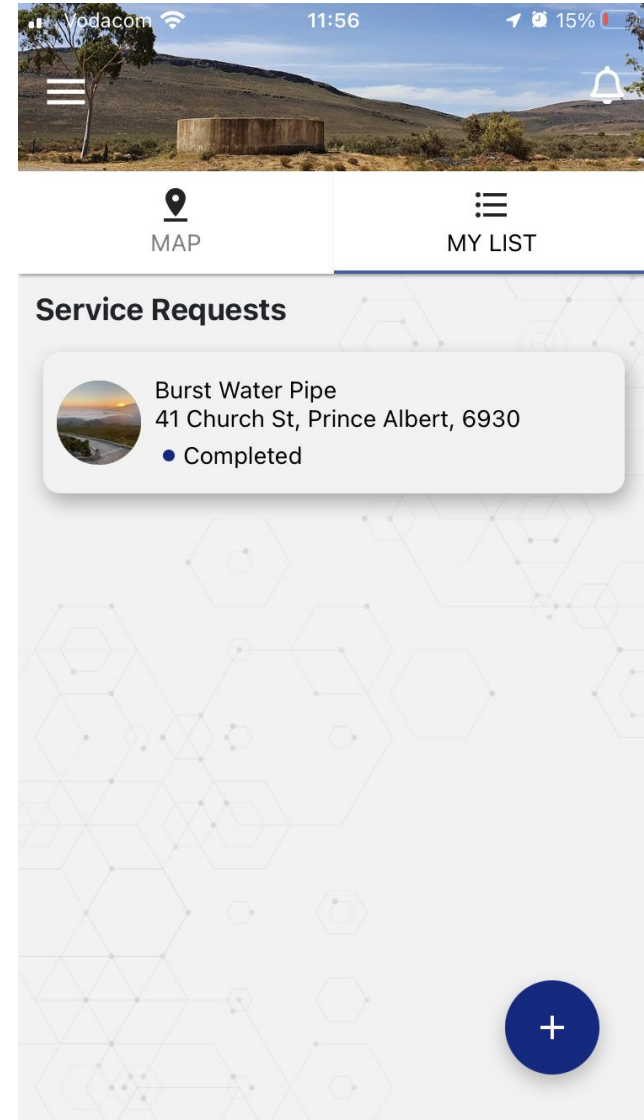 Vodacom 11:56 15%
MAP MY LIST
Service Requests
Burst Water Pipe
41 Church St, Prince Albert, 6930
Completed
+